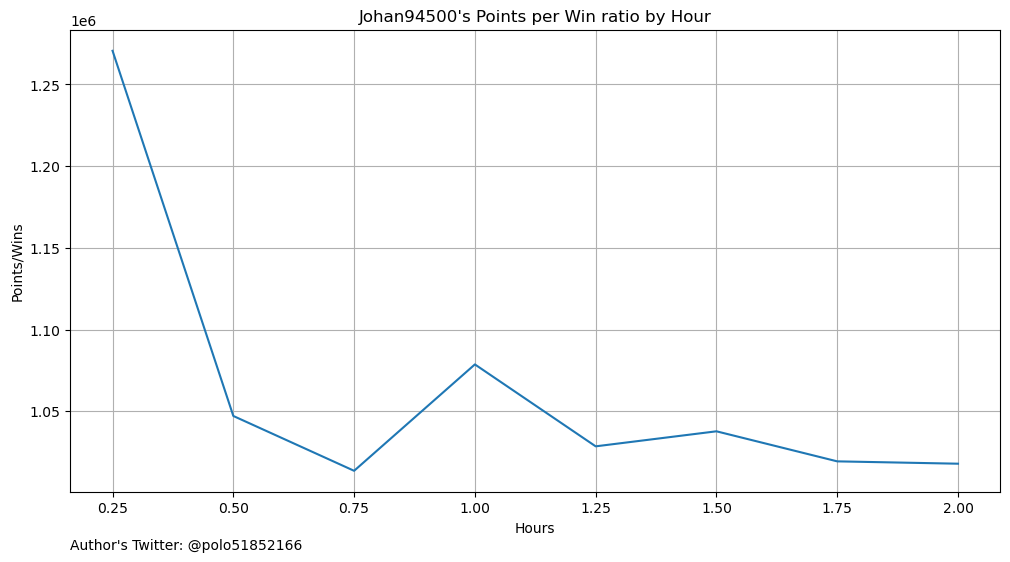 Johan94500's Points per Win ratio by Hour
1e6
1.25
1.20
1.15
1.10
1.05
Points/Wins
0.25 0.50 0.75 1.00 1.25 1.50 1.75 2.00
Hours
Author's Twitter: @polo51852166